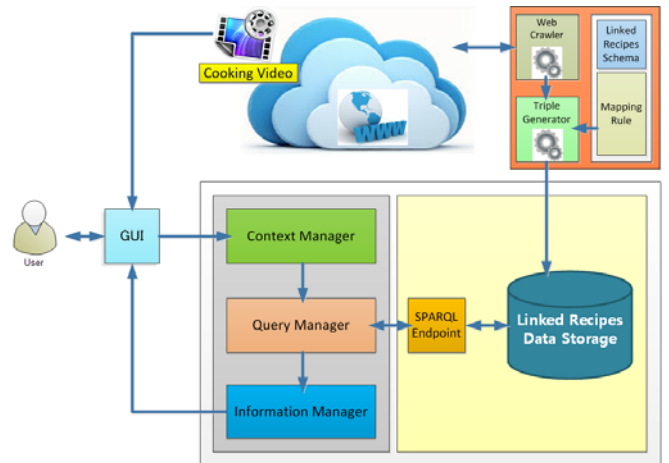 Cooking Video
WWW
Web
Crawler
Linked
Recipes
Schema
Triple
Generator
Mapping
Rule
User
GUI
Context Manager
Query Manager
Information Manager
SPARQL
Endpoint
Linked Recipes
Data Storage